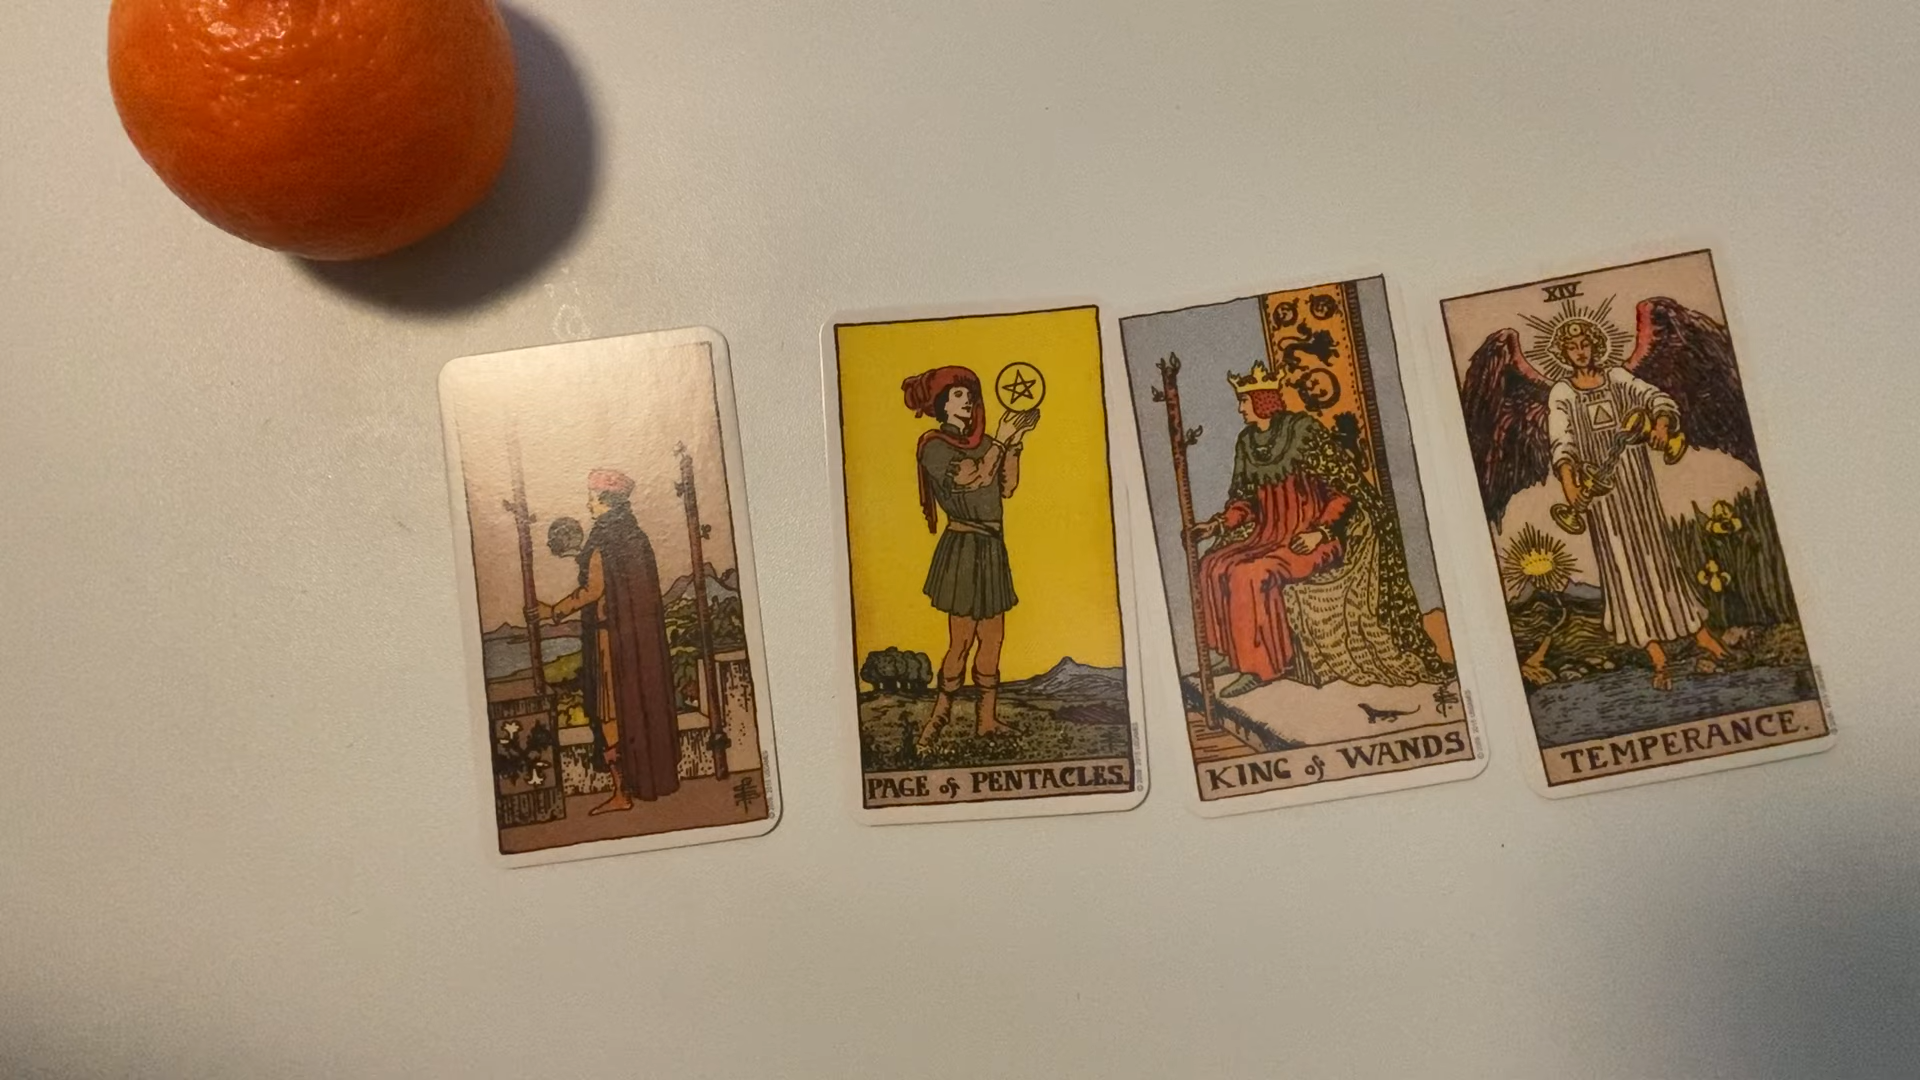 PAGE of PENTACLES.
KING of WANDS
XIV
TEMPERANCE.